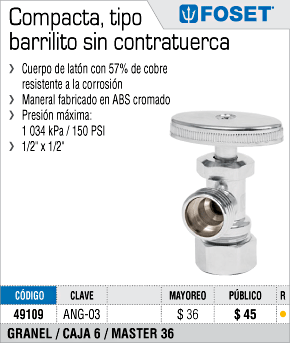 Compacta, tipo
barrilito sin contratuerca
FOSET®
❯ Cuerpo de latón con 57% de cobre
resistente a la corrosión
❯ Maneral fabricado en ABS cromado
❯ Presión máxima:
1 034 kPa / 150 PSI
❯ 1/2" x 1/2"
CÓDIGO CLAVE MAYOREO PÚBLICO R
49109 ANG-03 $ 36 $ 45 ●
GRANEL / CAJA 6 / MASTER 36